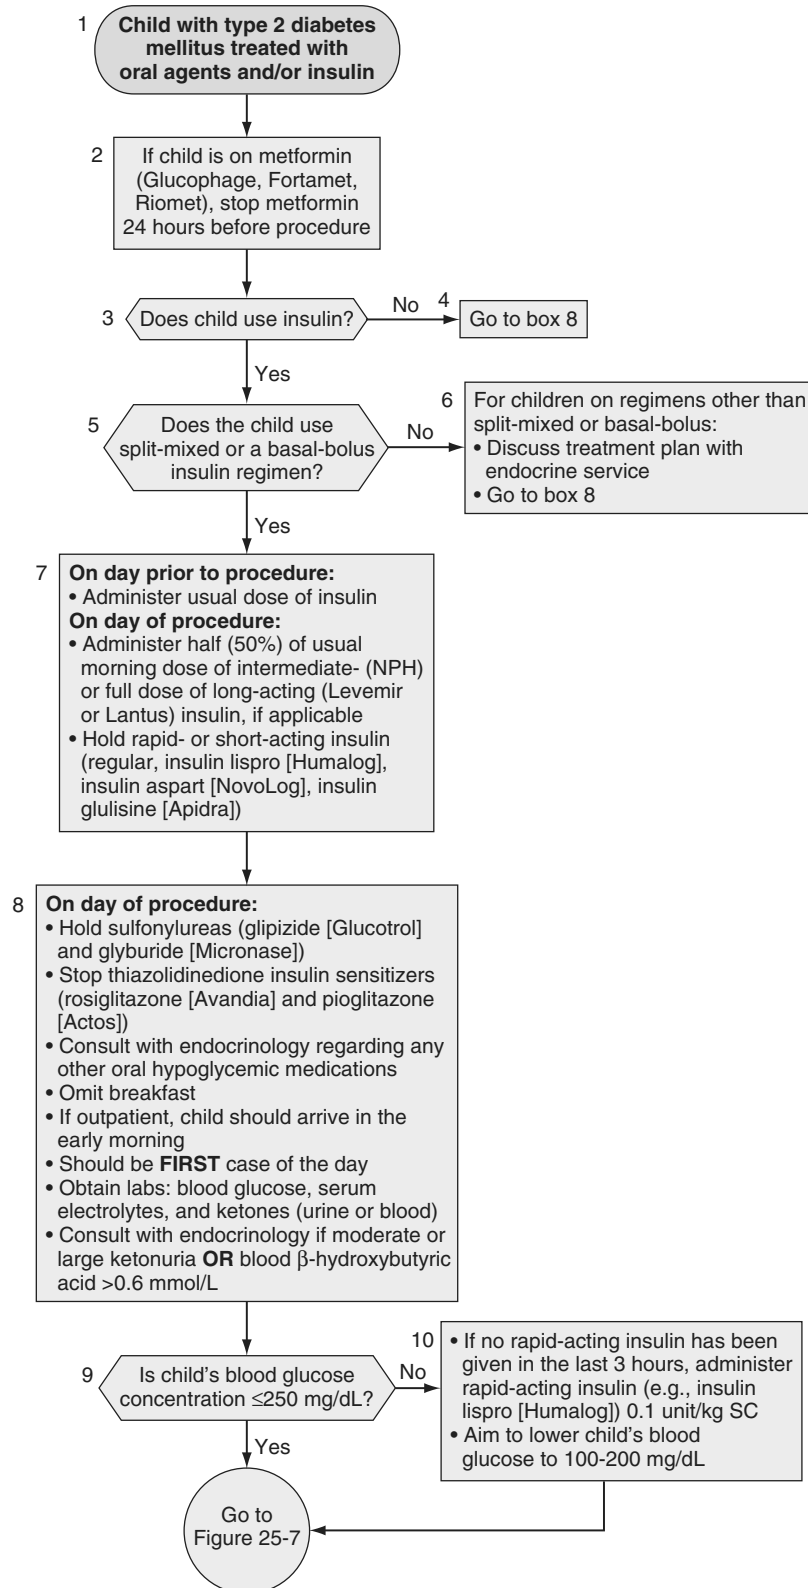 1
Child with type 2 diabetes
mellitus treated with
oral agents and/or insulin
2
If child is on metformin
(Glucophage, Fortamet,
Riomet), stop metformin
24 hours before procedure
3
Does child use insulin?
No
4
Go to box 8
Yes
5
Does the child use
split-mixed or a basal-bolus
insulin regimen?
No
6
For children on regimens other than
split-mixed or basal-bolus:
• Discuss treatment plan with
endocrine service
• Go to box 8
Yes
7
On day prior to procedure:
• Administer usual dose of insulin
On day of procedure:
• Administer half (50%) of usual
morning dose of intermediate- (NPH)
or full dose of long-acting (Levemir
or Lantus) insulin, if applicable
• Hold rapid- or short-acting insulin
(regular, insulin lispro [Humalog],
insulin aspart [NovoLog], insulin
glulisine [Apidra])
8
On day of procedure:
• Hold sulfonylureas (glipizide [Glucotrol]
and glyburide [Micronase])
• Stop thiazolidinedione insulin sensitizers
(rosiglitazone [Avandia] and pioglitazone
[Actos])
• Consult with endocrinology regarding any
other oral hypoglycemic medications
• Omit breakfast
• If outpatient, child should arrive in the
early morning
• Should be FIRST case of the day
• Obtain labs: blood glucose, serum
electrolytes, and ketones (urine or blood)
• Consult with endocrinology if moderate or
large ketonuria OR blood β-hydroxybutyric
acid >0.6 mmol/L
9
Is child's blood glucose
concentration ≤250 mg/dL?
No
10
• If no rapid-acting insulin has been
given in the last 3 hours, administer
rapid-acting insulin (e.g., insulin
lispro [Humalog]) 0.1 unit/kg SC
• Aim to lower child's blood
glucose to 100-200 mg/dL
Yes
Go to
Figure 25-7